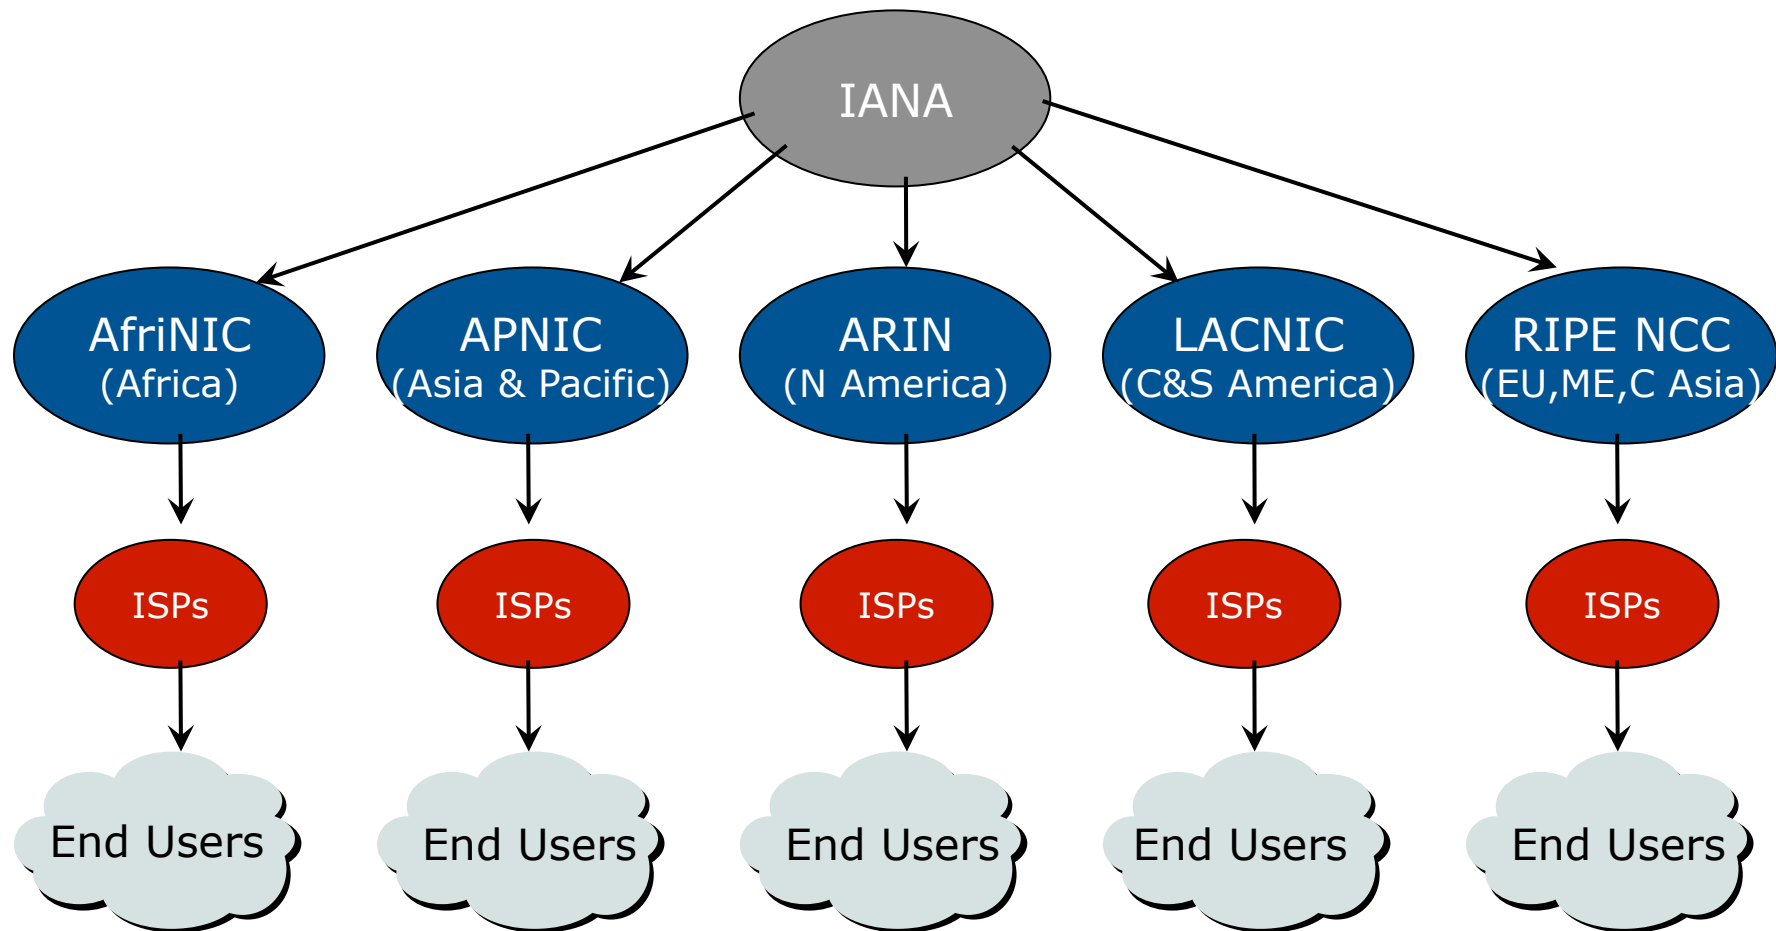 IANA
AfriNIC
(Africa)
APNIC
(Asia & Pacific)
ARIN
(N America)
LACNIC
(C&S America)
RIPE NCC
(EU,ME,C Asia)
ISPs
ISPs
ISPs
ISPs
ISPs
End Users
End Users
End Users
End Users
End Users